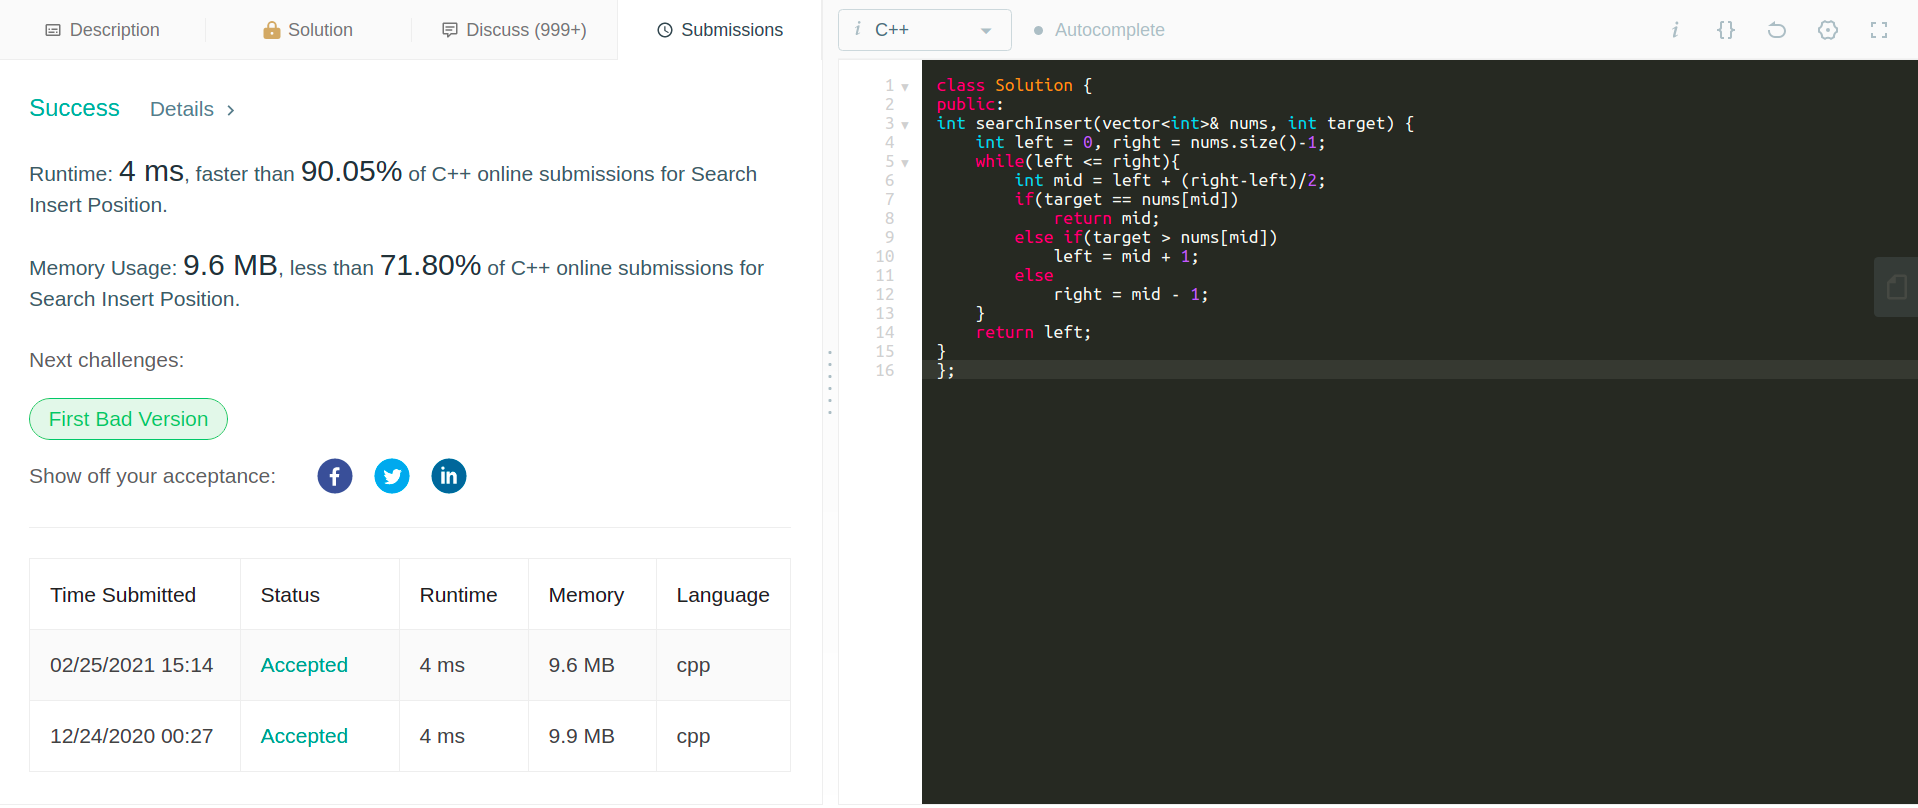 Description
Solution
Discuss (999+)
Submissions
Success
Details >
Runtime: 4 ms, faster than 90.05% of C++ online submissions for Search
Insert Position.
Memory Usage: 9.6 MB, less than 71.80% of C++ online submissions for
Search Insert Position.
Next challenges:
First Bad Version
Show off your acceptance:
Time Submitted Status Runtime Memory Language
02/25/2021 15:14 Accepted 4 ms 9.6 MB cpp
12/24/2020 00:27 Accepted 4 ms 9.9 MB cpp
i C++
Autocomplete
i {}
1 class Solution {
2 public:
3 int searchInsert(vector<int>& nums, int target) {
4     int left = 0, right = nums.size()-1;
5     while(left <= right){
6         int mid = left + (right-left)/2;
7         if(target == nums[mid])
8             return mid;
9         else if(target > nums[mid])
10             left = mid + 1;
11         else
12             right = mid - 1;
13     }
14     return left;
15 }
16 };